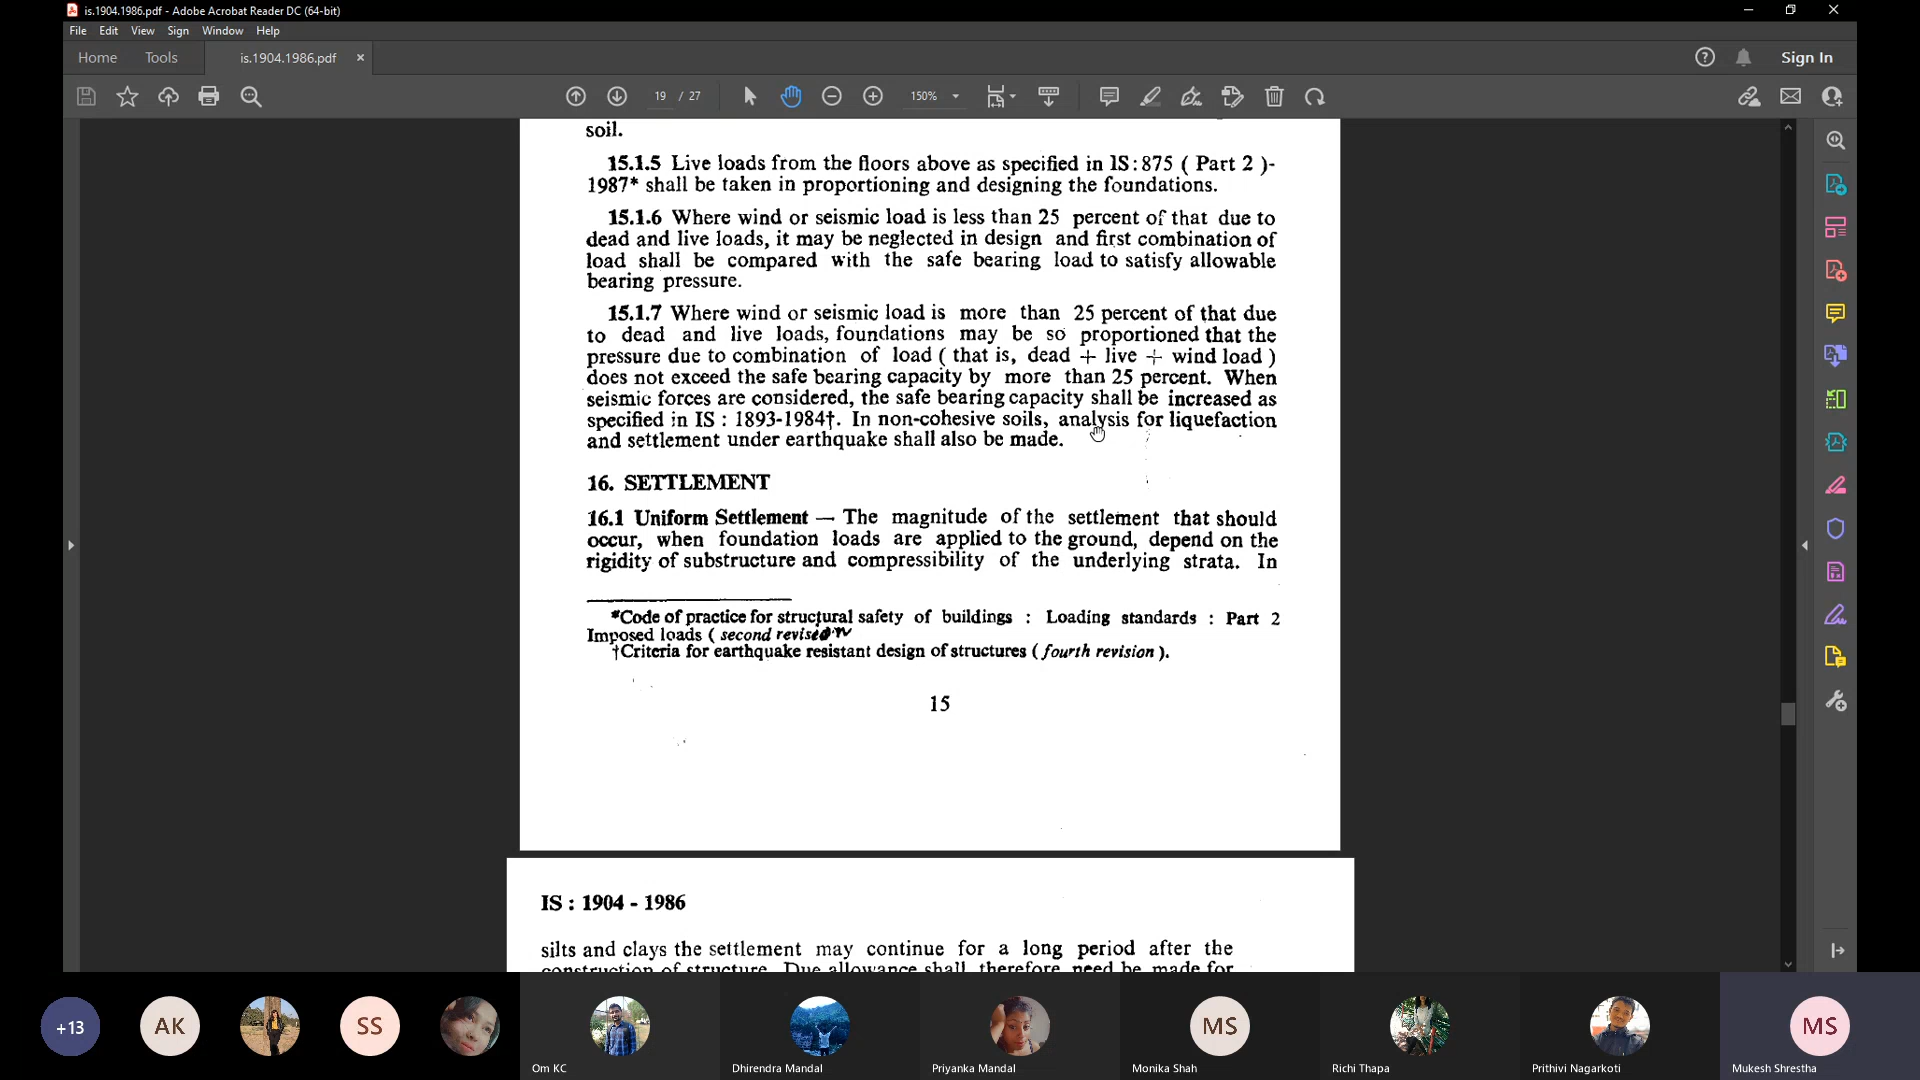 is.1904.1986.pdf - Adobe Acrobat Reader DC (64-bit)
File Edit View Sign Window Help
Home Tools is.1904.1986.pdf × Sign In
19 / 27 150%
soil.
15.1.5 Live loads from the floors above as specified in IS:875 ( Part 2 )-
1987* shall be taken in proportioning and designing the foundations.
15.1.6 Where wind or seismic load is less than 25 percent of that due to
dead and live loads, it may be neglected in design and first combination of
load shall be compared with the safe bearing load to satisfy allowable
bearing pressure.
15.1.7 Where wind or seismic load is more than 25 percent of that due
to dead and live loads, foundations may be so proportioned that the
pressure due to combination of load ( that is, dead + live + wind load )
does not exceed the safe bearing capacity by more than 25 percent. When
seismic forces are considered, the safe bearing capacity shall be increased as
specified in IS : 1893-1984†. In non-cohesive soils, analysis for liquefaction
and settlement under earthquake shall also be made.
16. SETTLEMENT
16.1 Uniform Settlement — The magnitude of the settlement that should
occur, when foundation loads are applied to the ground, depend on the
rigidity of substructure and compressibility of the underlying strata. In
*Code of practice for structural safety of buildings : Loading standards : Part 2
Imposed loads ( second
†Criteria for earthquake resistant design of structures ( fourth revision ).
15
IS : 1904 - 1986
silts and clays the settlement may continue for a long period after the
construction of structure. Due allowance shall, therefore need be made for
+13 AK SS MS MS
Om KC Dhirendra Mandal Priyanka Mandal Monika Shah Richi Thapa Prithivi Nagarkoti Mukesh Shrestha